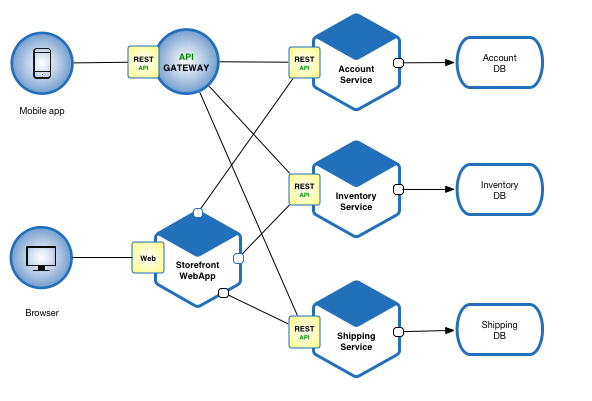 REST
API
API
GATEWAY
Mobile app
REST
API
Account
Service
Account
DB
REST
API
Inventory
Service
Inventory
DB
Web
Storefront
WebApp
Browser
REST
API
Shipping
Service
Shipping
DB